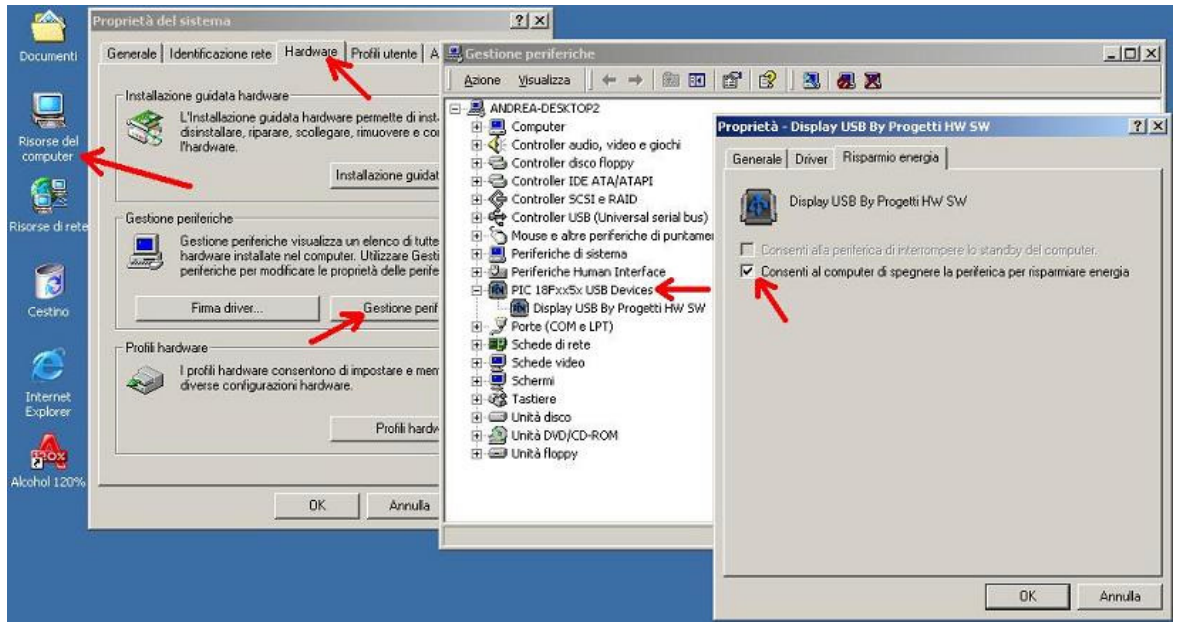 Documenti
Risorse del
computer
Risorse di rete
Cestino
Internet
Explorer
Alcohol 120%
Proprietà del sistema
Generale
Identificazione rete
Hardware
Profili utente
A
Installazione guidata hardware
L'Installazione guidata hardware permette di inst
disinstallare, riparare, scollegare, rimuovere e co
l'hardware.
Installazione guidat
Gestione periferiche
Gestione periferiche visualizza un elenco di tutte
hardware installate nel computer. Utilizzare Gesti
periferiche per modificare le proprietà delle perife
Firma driver...
Gestione perif
Profili hardware
I profili hardware consentono di impostare e mem
diverse configurazioni hardware.
Profili hardw
OK
Annulla
Gestione periferiche
Azione
Visualizza
ANDREA-DESKTOP2
Computer
Controller audio, video e giochi
Controller disco floppy
Controller IDE ATA/ATAPI
Controller SCSI e RAID
Controller USB (Universal serial bus)
Mouse e altre periferiche di puntamen
Periferiche di sistema
Periferiche Human Interface
PIC 18Fxx5x USB Devices
Display USB By Progetti HW SW
Porte (COM e LPT)
Schede di rete
Schede video
Schermi
Tastiere
Unità disco
Unità DVD/CD-ROM
Unità floppy
Proprietà - Display USB By Progetti HW SW
Generale
Driver
Risparmio energia
Display USB By Progetti HW SW
Consenti alla periferica di interrompere lo standby del computer.
Consenti al computer di spegnere la periferica per risparmiare energia
OK
Annulla